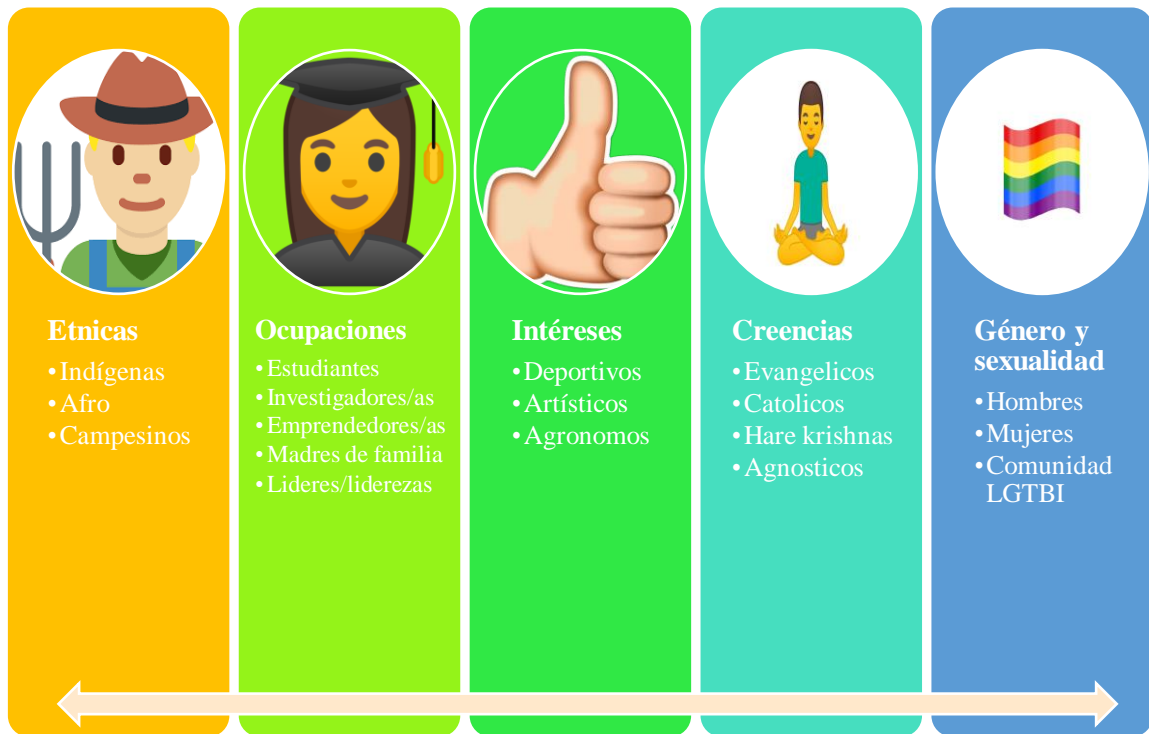 Etnicas
• Indígenas
• Afro
• Campesinos
Ocupaciones
• Estudiantes
• Investigadores/as
• Emprendedores/as
• Madres de familia
• Lideres/liderezas
Intéreses
• Deportivos
• Artísticos
• Agronomos
Creencias
• Evangelicos
• Catolicos
• Hare krishnas
• Agnosticos
Género y
sexualidad
• Hombres
• Mujeres
• Comunidad
LGTBI